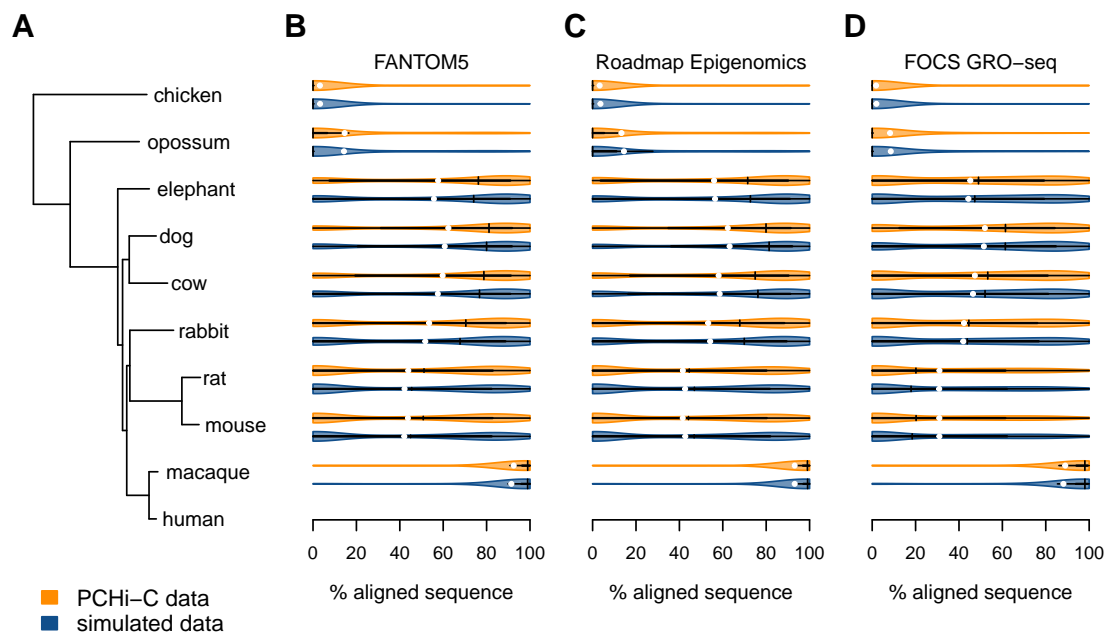 A
B
C
D
FANTOM5
Roadmap Epigenomics
FOCS GRO−seq
chicken
opossum
elephant
dog
cow
rabbit
rat
mouse
macaque
human
0 20 40 60 80 100
0 20 40 60 80 100
0 20 40 60 80 100
% aligned sequence
% aligned sequence
% aligned sequence
PCHi−C data
simulated data